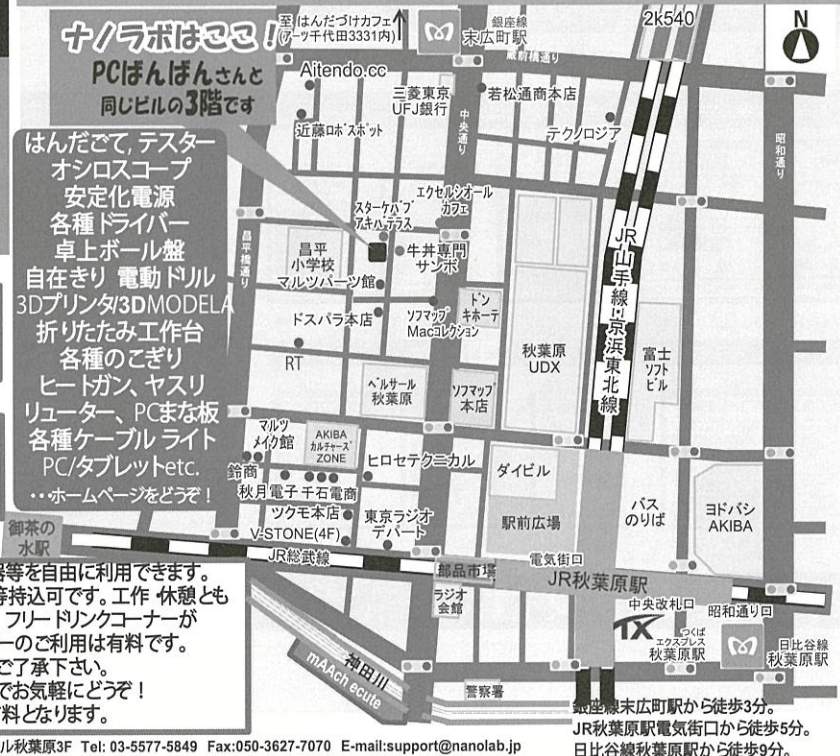 至 はんだづけカフェ
(アーツ千代田3331内)
銀座線
末広町駅
2k540
N
ナノラボはここ!
PCばんばんさんと
同じビルの3階です
蔵前橋通り
Aitendo.cc
三菱東京
UFJ銀行
若松通商本店
近藤ロボスポット
テクノロジア
中央通り
昭和通り
昌平橋通り
はんだごて, テスター
オシロスコープ
安定化電源
各種ドライバー
卓上ボール盤
自在きり 電動ドリル
3Dプリンタ/3DMODELA
折りたたみ工作台
各種のこぎり
ヒートガン、ヤスリ
リューター、PCまな板
各種ケーブル ライト
PC/タブレットetc.
…ホームページをどうぞ!
エクセルシオール
カフェ
スターケバブ
アキバテラス
昌平
小学校
牛丼専門
サンボ
マルツパーツ館
ドスパラ本店
ソフマップ
Macコレクション
ドン
キホーテ
RT
秋葉原
UDX
JR山手線・京浜東北線
富士
ソフト
ビル
ベルサール
秋葉原
ソフマップ
本店
マルツ
メイク館
AKIBA
カルチャーズ
ZONE
ヒロセテクニカル
鈴商
秋月電子
千石電商
ツクモ本店
V-STONE(4F)
東京ラジオ
デパート
ダイビル
駅前広場
バス
のりば
ヨドバシ
AKIBA
御茶の
水駅
JR総武線
部品市場
電気街口
JR秋葉原駅
ラジオ
会館
中央改札口
昭和通り口
TX
つくば
エクスプレス
秋葉原駅
日比谷線
秋葉原駅
神田川
mAAch ecute
警察署
器等を自由に利用できます。
等持込可です。工作・休憩とも
フリードリンクコーナーが
ーのご利用は有料です。
ご了承下さい。
でお気軽にどうぞ!
料となります。
銀座線末広町駅から徒歩3分。
JR秋葉原駅電気街口から徒歩5分。
日比谷線秋葉原駅から徒歩9分。
ル秋葉原3F Tel: 03-5577-5849 Fax:050-3627-7070 E-mail:support@nanolab.jp